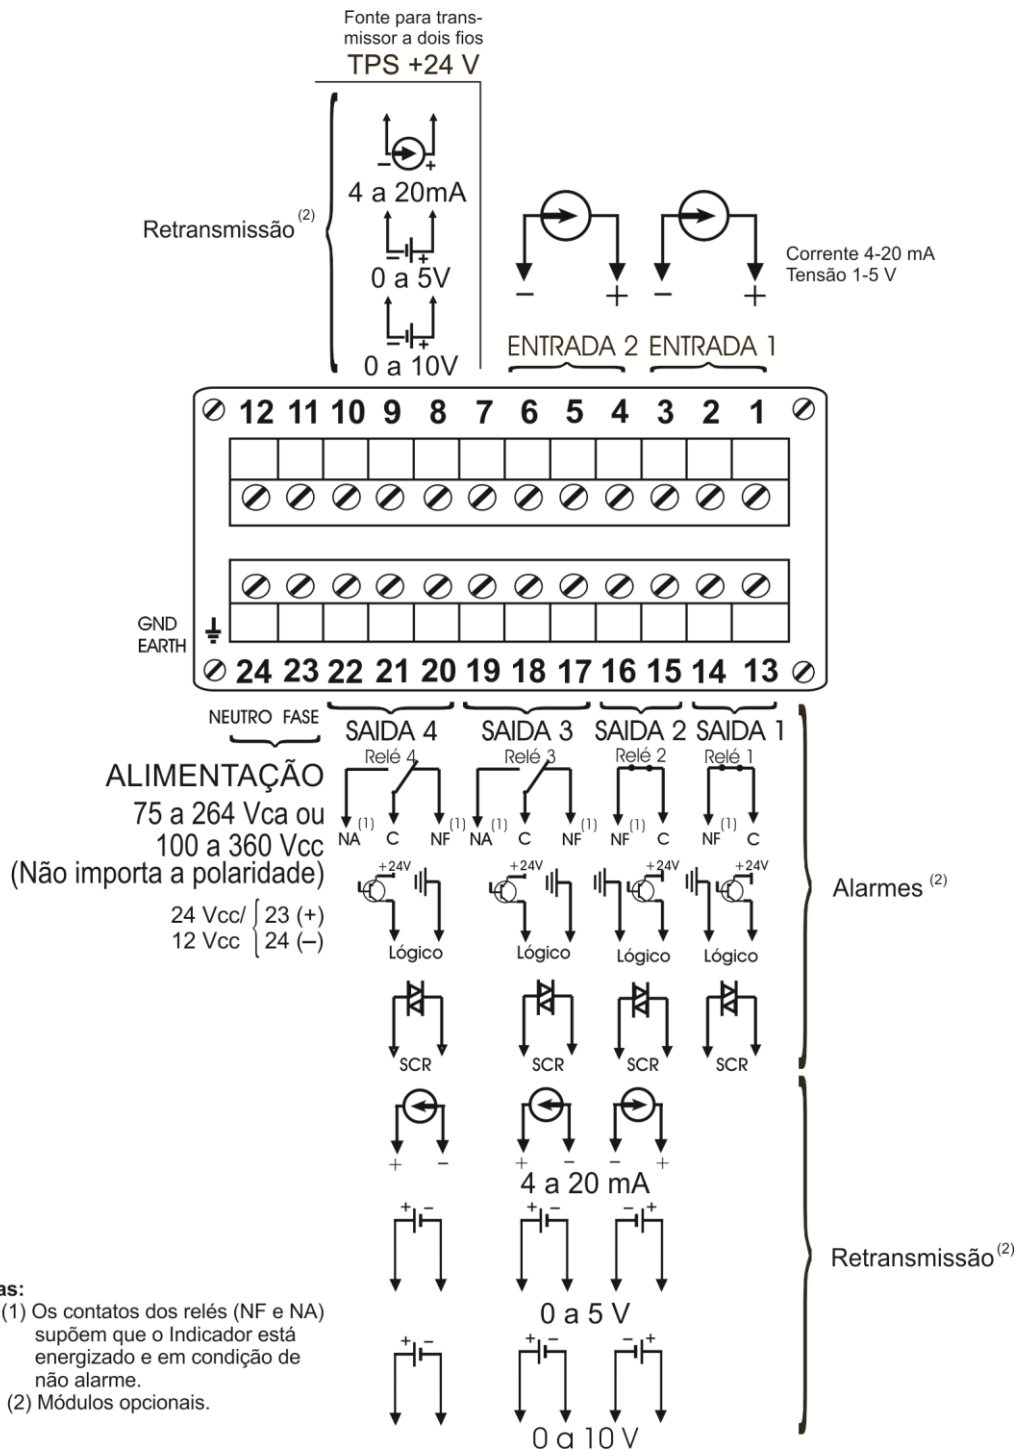 Fonte para trans-
missor a dois fios
TPS +24 V
- +
4 a 20mA
Retransmissão (2)
- +
0 a 5V
- +
0 a 10V
Corrente 4-20 mA
Tensão 1-5 V
- + - +
ENTRADA 2 ENTRADA 1
12 11 10 9 8 7 6 5 4 3 2 1
GND
EARTH
24 23 22 21 20 19 18 17 16 15 14 13
NEUTRO FASE
SAIDA 4 SAIDA 3 SAIDA 2 SAIDA 1
Relé 4 Relé 3 Relé 2 Relé 1
ALIMENTAÇÃO
75 a 264 Vca ou
100 a 360 Vcc
(Não importa a polaridade)
24 Vcc/ 23 (+)
12 Vcc 24 (–)
NA (1) C NF (1) NA (1) C NF (1) NF (1) C NF (1) C
+24V +24V +24V +24V
Alarmes (2)
Lógico Lógico Lógico Lógico
SCR SCR SCR SCR
+ - + - - +
4 a 20 mA
+ - + - - +
Retransmissão (2)
0 a 5 V
+ - + - - +
0 a 10 V
as:
(1) Os contatos dos relés (NF e NA)
supõem que o Indicador está
energizado e em condição de
não alarme.
(2) Módulos opcionais.